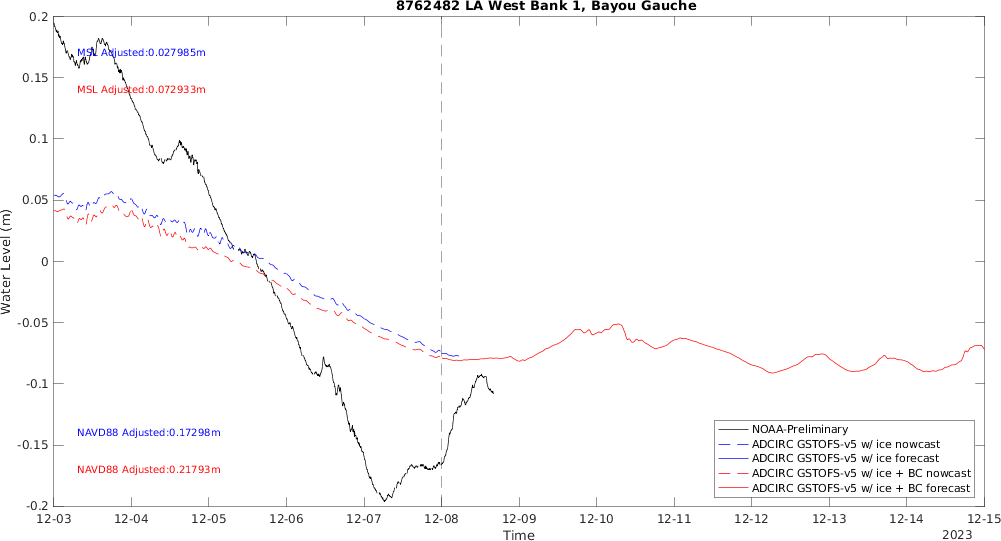 8762482 LA West Bank 1, Bayou Gauche
MSL Adjusted:0.027985m
MSL Adjusted:0.072933m
NAVD88 Adjusted:0.17298m
NAVD88 Adjusted:0.21793m
Water Level (m)
0.2
0.15
0.1
0.05
0
-0.05
-0.1
-0.15
-0.2
NOAA-Preliminary
ADCIRC GSTOFS-v5 w/ ice nowcast
ADCIRC GSTOFS-v5 w/ ice forecast
ADCIRC GSTOFS-v5 w/ ice + BC nowcast
ADCIRC GSTOFS-v5 w/ ice + BC forecast
12-03 12-04 12-05 12-06 12-07 12-08 12-09 12-10 12-11 12-12 12-13 12-14 12-15
Time
2023